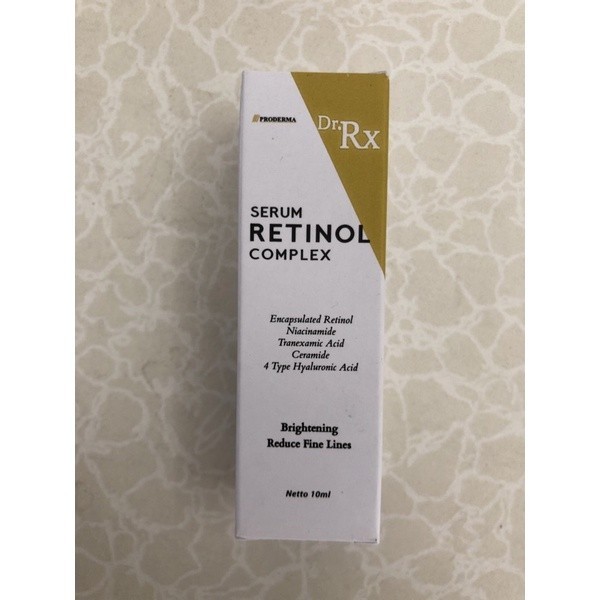 PRODERMA
Dr.Rx
SERUM
RETINOL
COMPLEX
Encapsulated Retinol
Niacinamide
Tranexamic Acid
Ceramide
4 Type Hyaluronic Acid
Brightening
Reduce Fine Lines
Netto 10ml